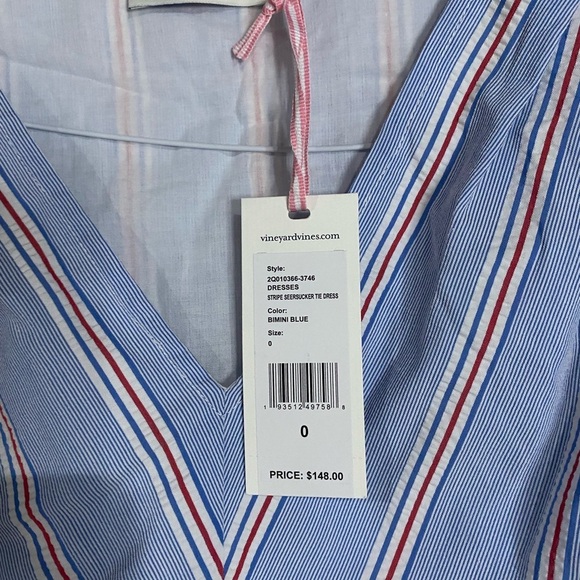 vineyardvines.com
Style:
2Q010366-3746
DRESSES
STRIPE SEERSUCKER TIE DRESS
Color:
BIMINI BLUE
Size:
0
1 93512 49758 8
0
PRICE: $148.00